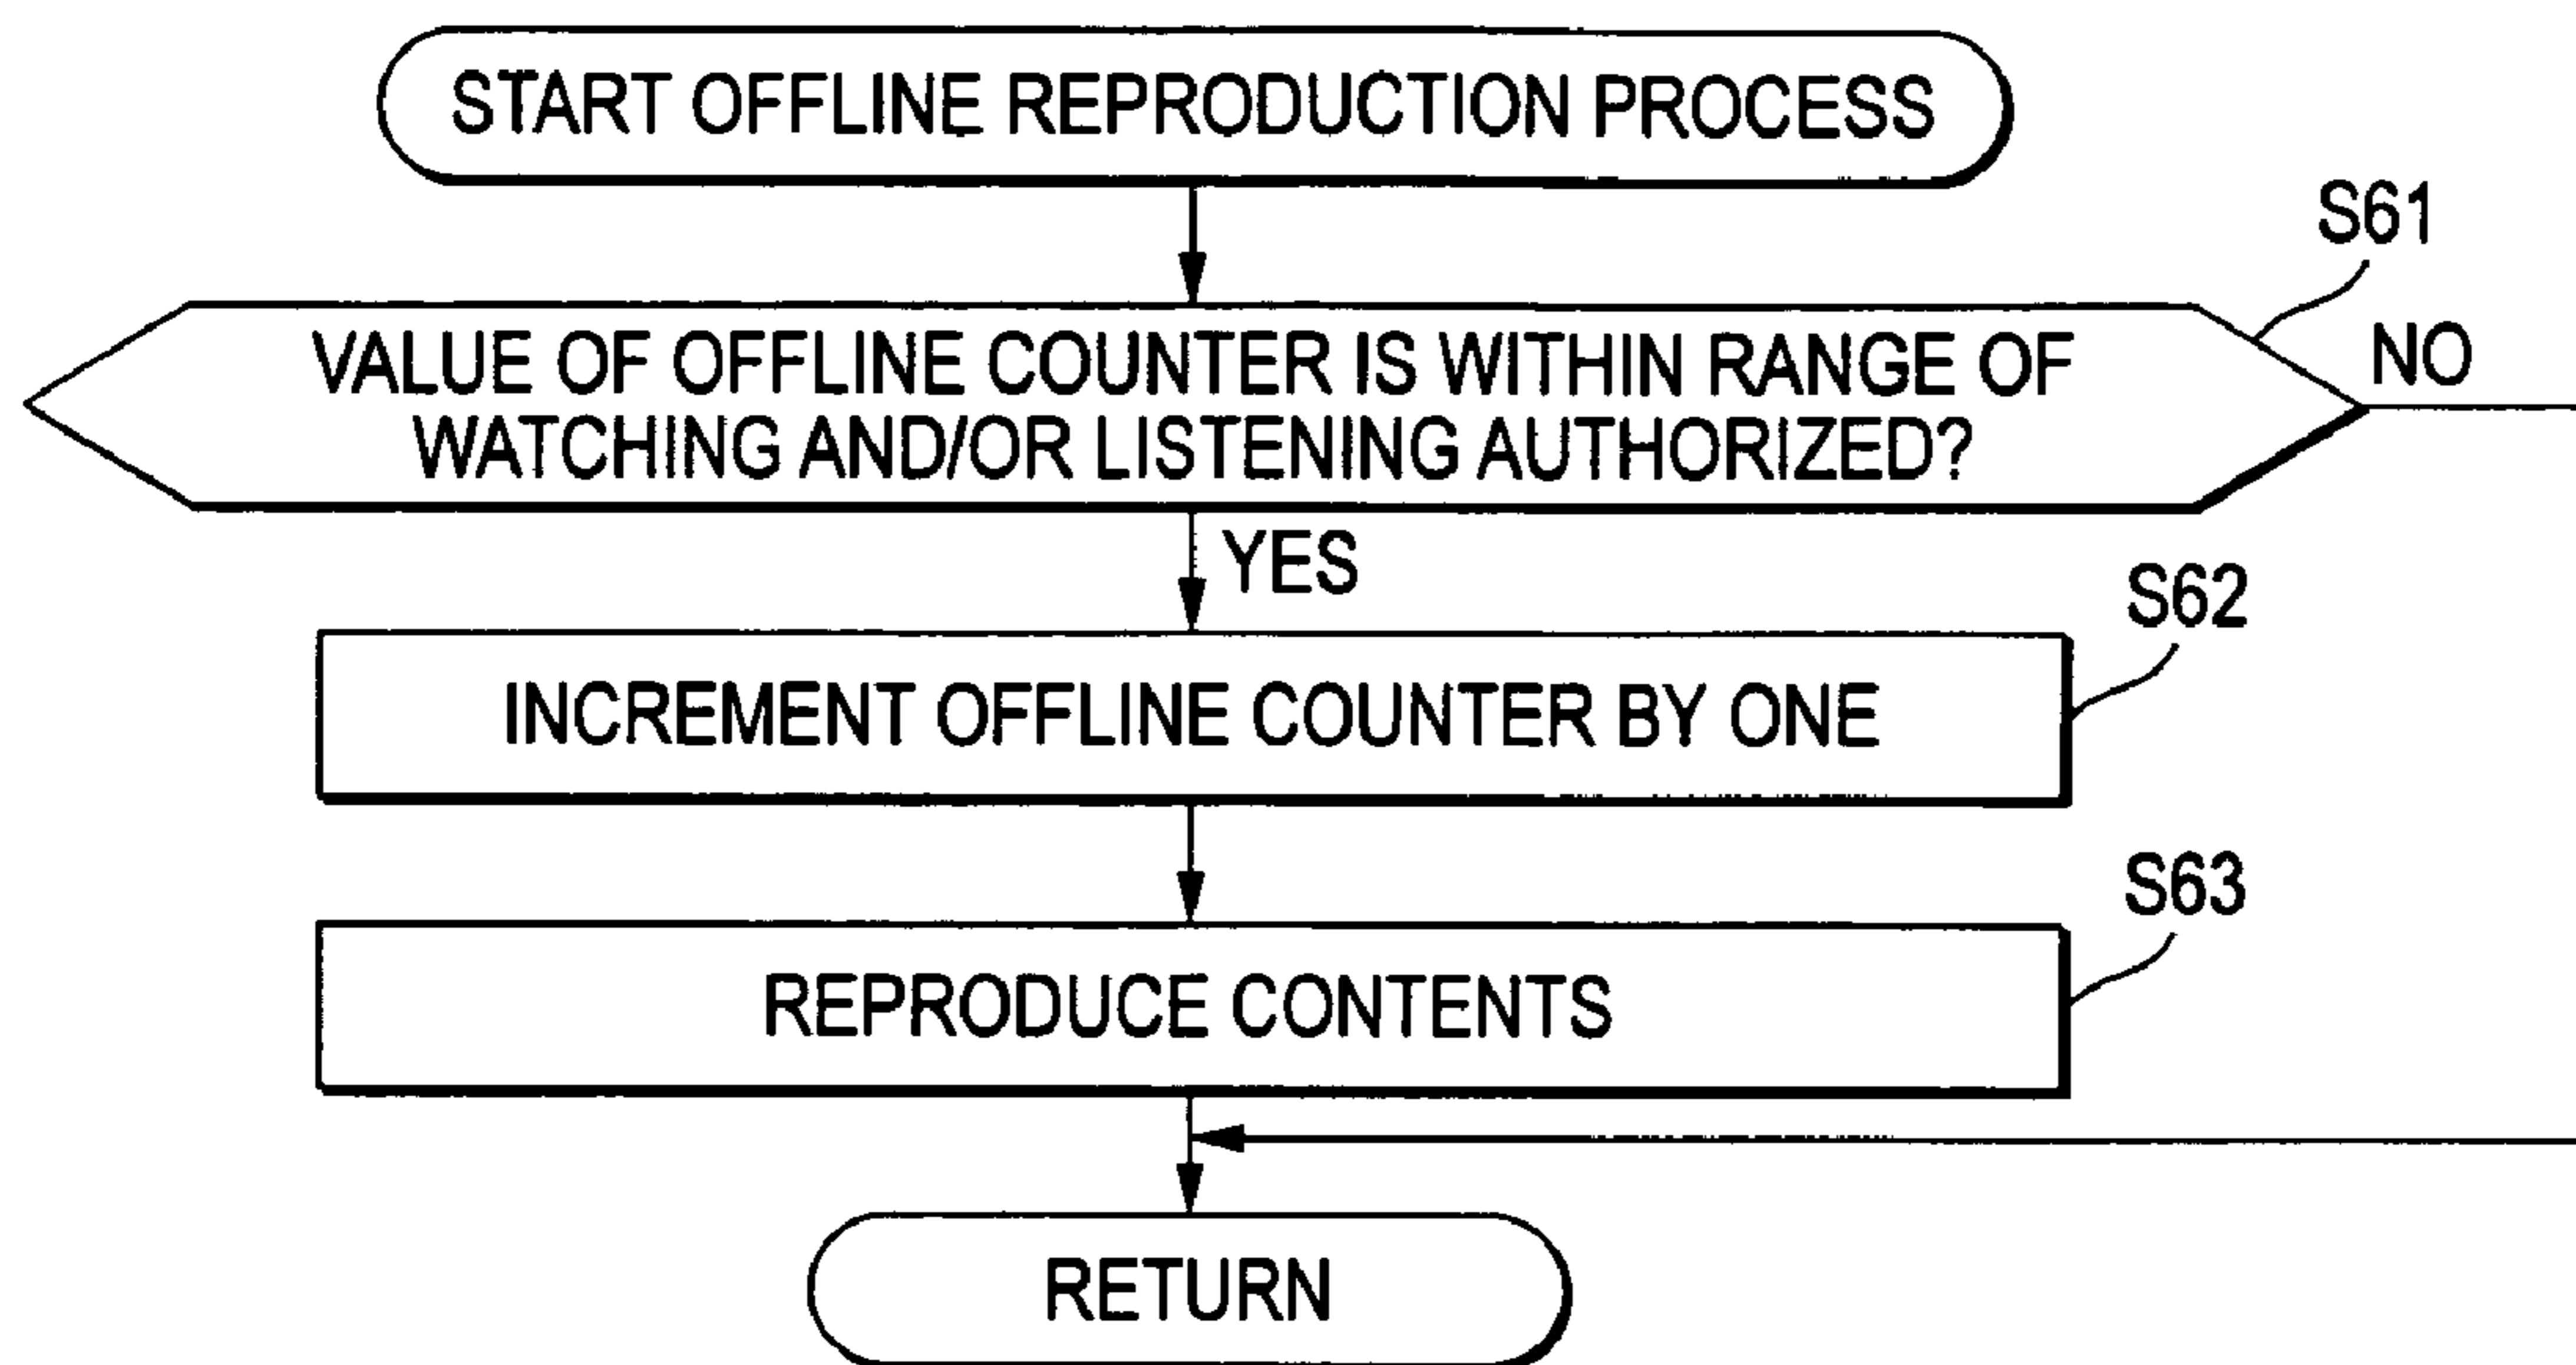 START OFFLINE REPRODUCTION PROCESS
S61
VALUE OF OFFLINE COUNTER IS WITHIN RANGE OF
WATCHING AND/OR LISTENING AUTHORIZED?
NO
YES
S62
INCREMENT OFFLINE COUNTER BY ONE
S63
REPRODUCE CONTENTS
RETURN